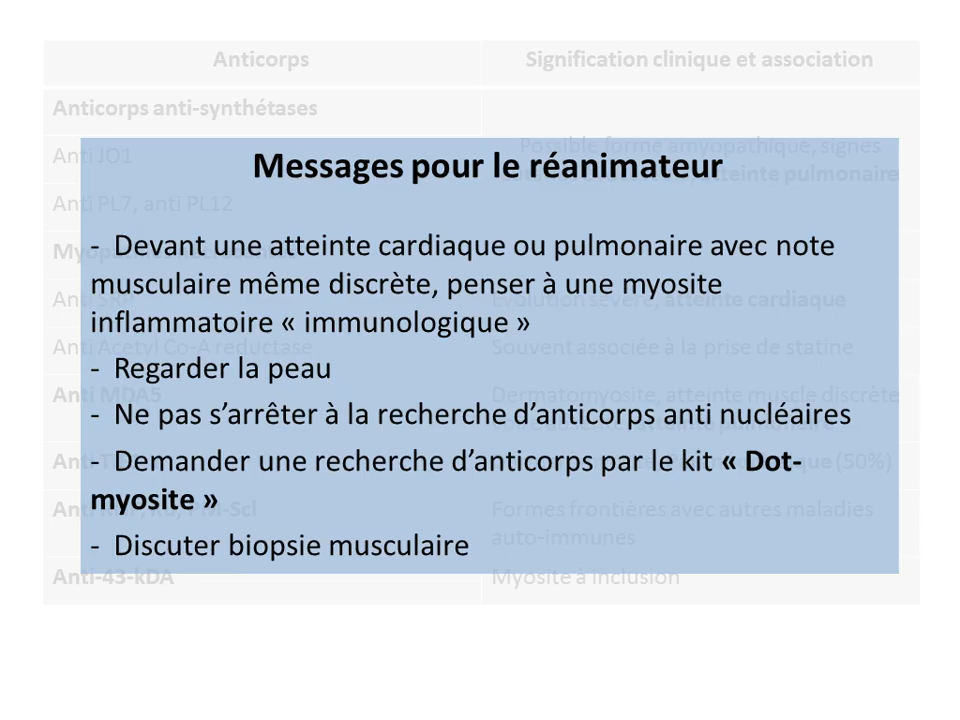 Anticorps Signification clinique et association
Anticorps anti-synthétases
Possible forme amyopathique, signes
Anti JO1
atteinte pulmonaire
Anti PL7, anti PL12
Messages pour le réanimateur
- Devant une atteinte cardiaque ou pulmonaire avec note
musculaire même discrète, penser à une myosite
inflammatoire « immunologique »
- Regarder la peau
- Ne pas s’arrêter à la recherche d’anticorps anti nucléaires
- Demander une recherche d’anticorps par le kit « Dot-
myosite »
- Discuter biopsie musculaire
Anti SRP Evolution sévère, atteinte cardiaque
Anti Acetyl Co-A reductase Souvent associée à la prise de statine
Anti MDA5 Dermatomyosite, atteinte muscle discrète
(50%)
PM-Scl Formes frontières avec autres maladies
auto-immunes
Anti-43-kDA Myosite à inclusion